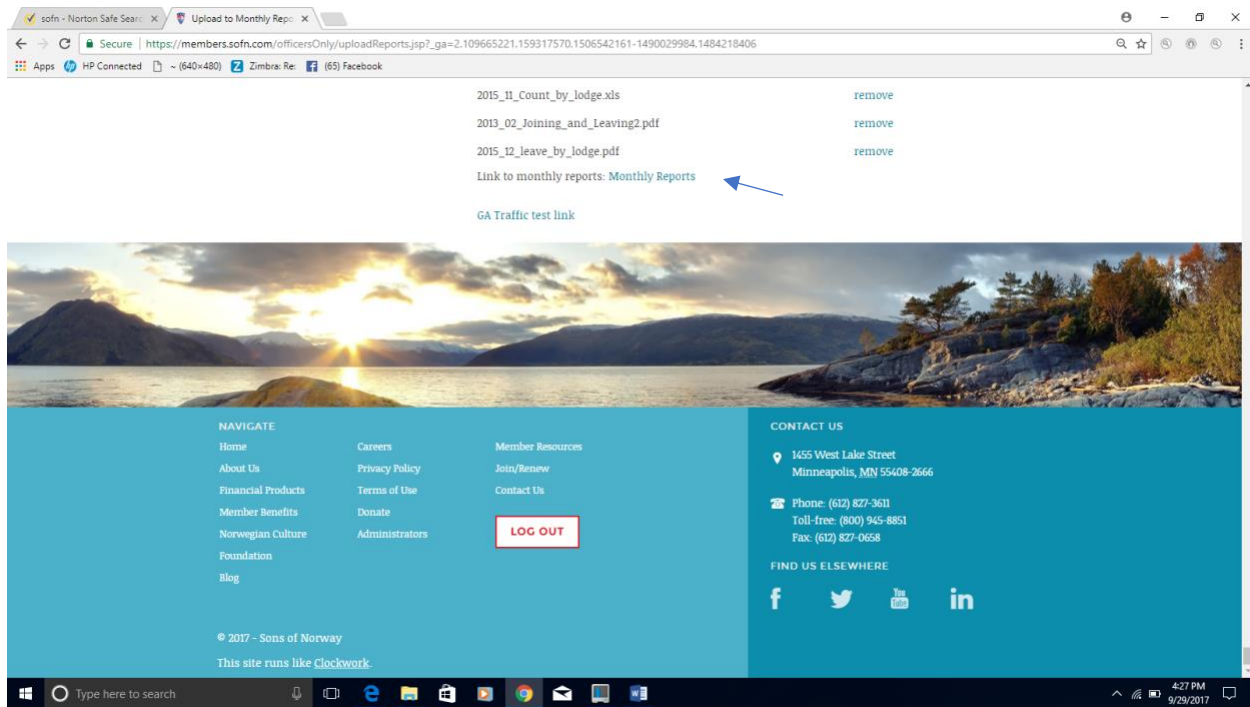 sofn - Norton Safe Searc
Upload to Monthly Repo
Secure | https://members.sofn.com/officersOnly/uploadReports.jsp?_ga=2.109665221.159317570.1506542161-1490029984.1484218406
Apps HP Connected ~ (640×480) Zimbra: Re: (65) Facebook
2015_11_Count_by_lodge.xls remove
2013_02_Joining_and_Leaving2.pdf remove
2015_12_leave_by_lodge.pdf remove
Link to monthly reports: Monthly Reports
GA Traffic test link
NAVIGATE
Home
About Us
Financial Products
Member Benefits
Norwegian Culture
Foundation
Blog
Careers
Privacy Policy
Terms of Use
Donate
Administrators
Member Resources
Join/Renew
Contact Us
LOG OUT
© 2017 - Sons of Norway
This site runs like Clockwork.
CONTACT US
1455 West Lake Street
Minneapolis, MN 55408-2666
Phone: (612) 827-3611
Toll-free: (800) 945-8851
Fax: (612) 827-0658
FIND US ELSEWHERE
f You Tube in
Type here to search
4:27 PM
9/29/2017